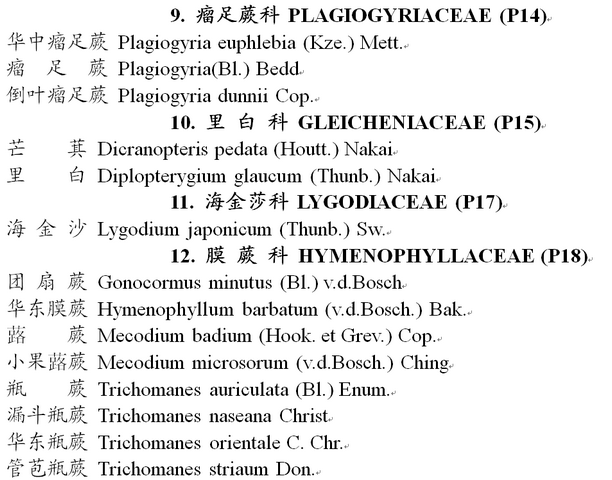 9. 瘤足蕨科 PLAGIOGYRIACEAE (P14)
华中瘤足蕨 Plagiogyria euphlebia (Kze.) Mett.
瘤 足 蕨 Plagiogyria(Bl.) Bedd
倒叶瘤足蕨 Plagiogyria dunnii Cop.
10. 里 白 科 GLEICHENIACEAE (P15)
芒 萁 Dicranopteris pedata (Houtt.) Nakai
里 白 Diplopterygium glaucum (Thunb.) Nakai
11. 海金莎科 LYGODIACEAE (P17)
海 金 沙 Lygodium japonicum (Thunb.) Sw.
12. 膜 蕨 科 HYMENOPHYLLACEAE (P18)
团 扇 蕨 Gonocormus minutus (Bl.) v.d.Bosch
华东膜蕨 Hymenophyllum barbatum (v.d.Bosch.) Bak.
蕗 蕨 Mecodium badium (Hook. et Grev.) Cop.
小果蕗蕨 Mecodium microsorum (v.d.Bosch.) Ching
瓶 蕨 Trichomanes auriculata (Bl.) Enum.
漏斗瓶蕨 Trichomanes naseana Christ
华东瓶蕨 Trichomanes orientale C. Chr.
管苞瓶蕨 Trichomanes striaum Don.